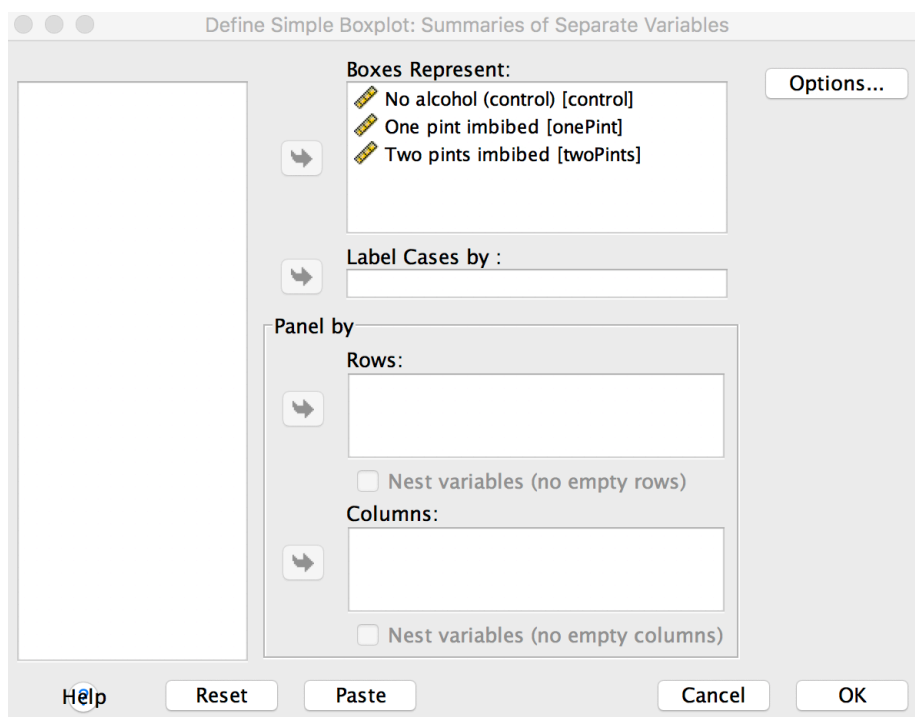 Define Simple Boxplot: Summaries of Separate Variables
Boxes Represent:
No alcohol (control) [control]
One pint imbibed [onePint]
Two pints imbibed [twoPints]
Options...
Label Cases by :
Panel by
Rows:
Nest variables (no empty rows)
Columns:
Nest variables (no empty columns)
Help
Reset
Paste
Cancel
OK